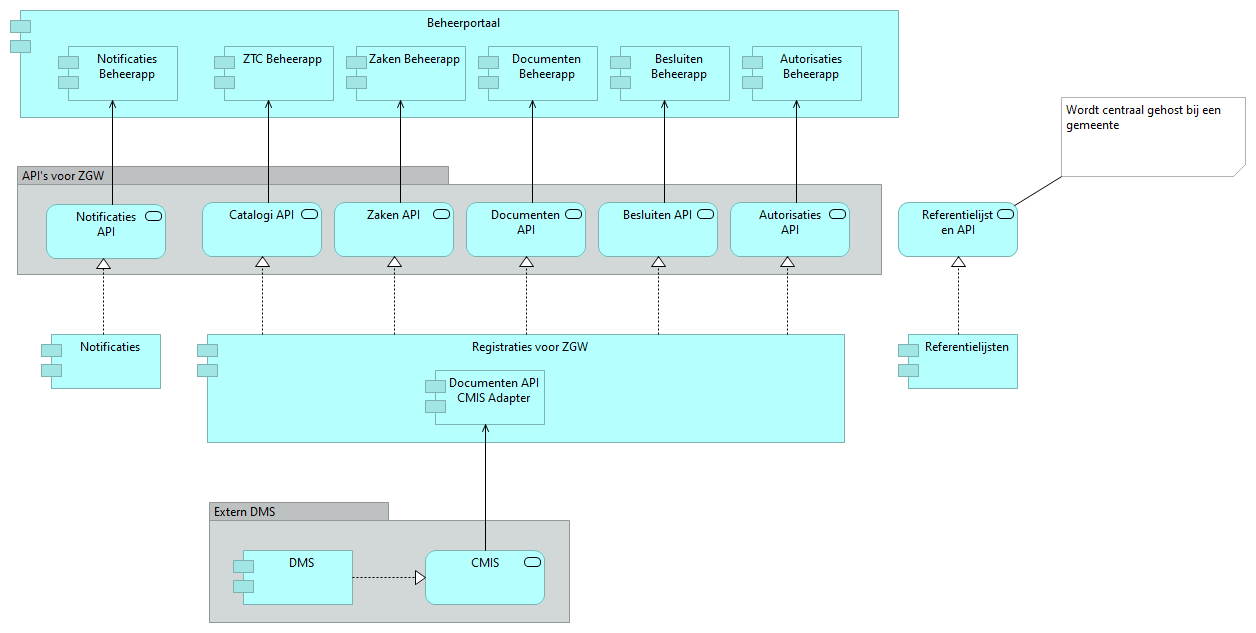 Beheerportaal
Notificaties
Beheerapp
ZTC Beheerapp
Zaken Beheerapp
Documenten
Beheerapp
Besluiten
Beheerapp
Autorisaties
Beheerapp
Wordt centraal gehost bij een
gemeente
API's voor ZGW
Notificaties
API
Catalogi API
Zaken API
Documenten
API
Besluiten API
Autorisaties
API
Referentielijst
en API
Notificaties
Registraties voor ZGW
Referentielijsten
Documenten API
CMIS Adapter
Extern DMS
DMS
CMIS